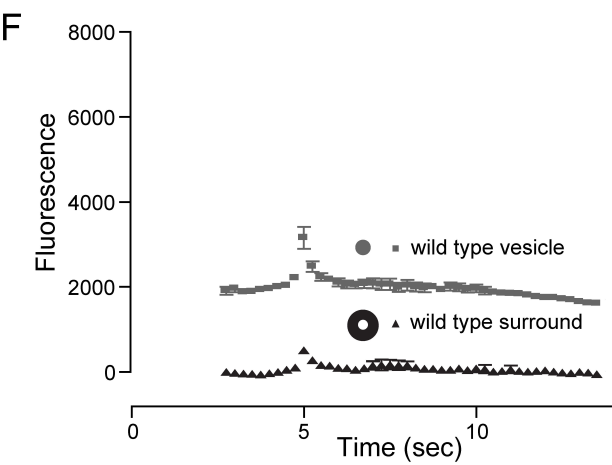 F
8000
6000
4000
2000
0
Fluorescence
wild type vesicle
wild type surround
0 5 10
Time (sec)